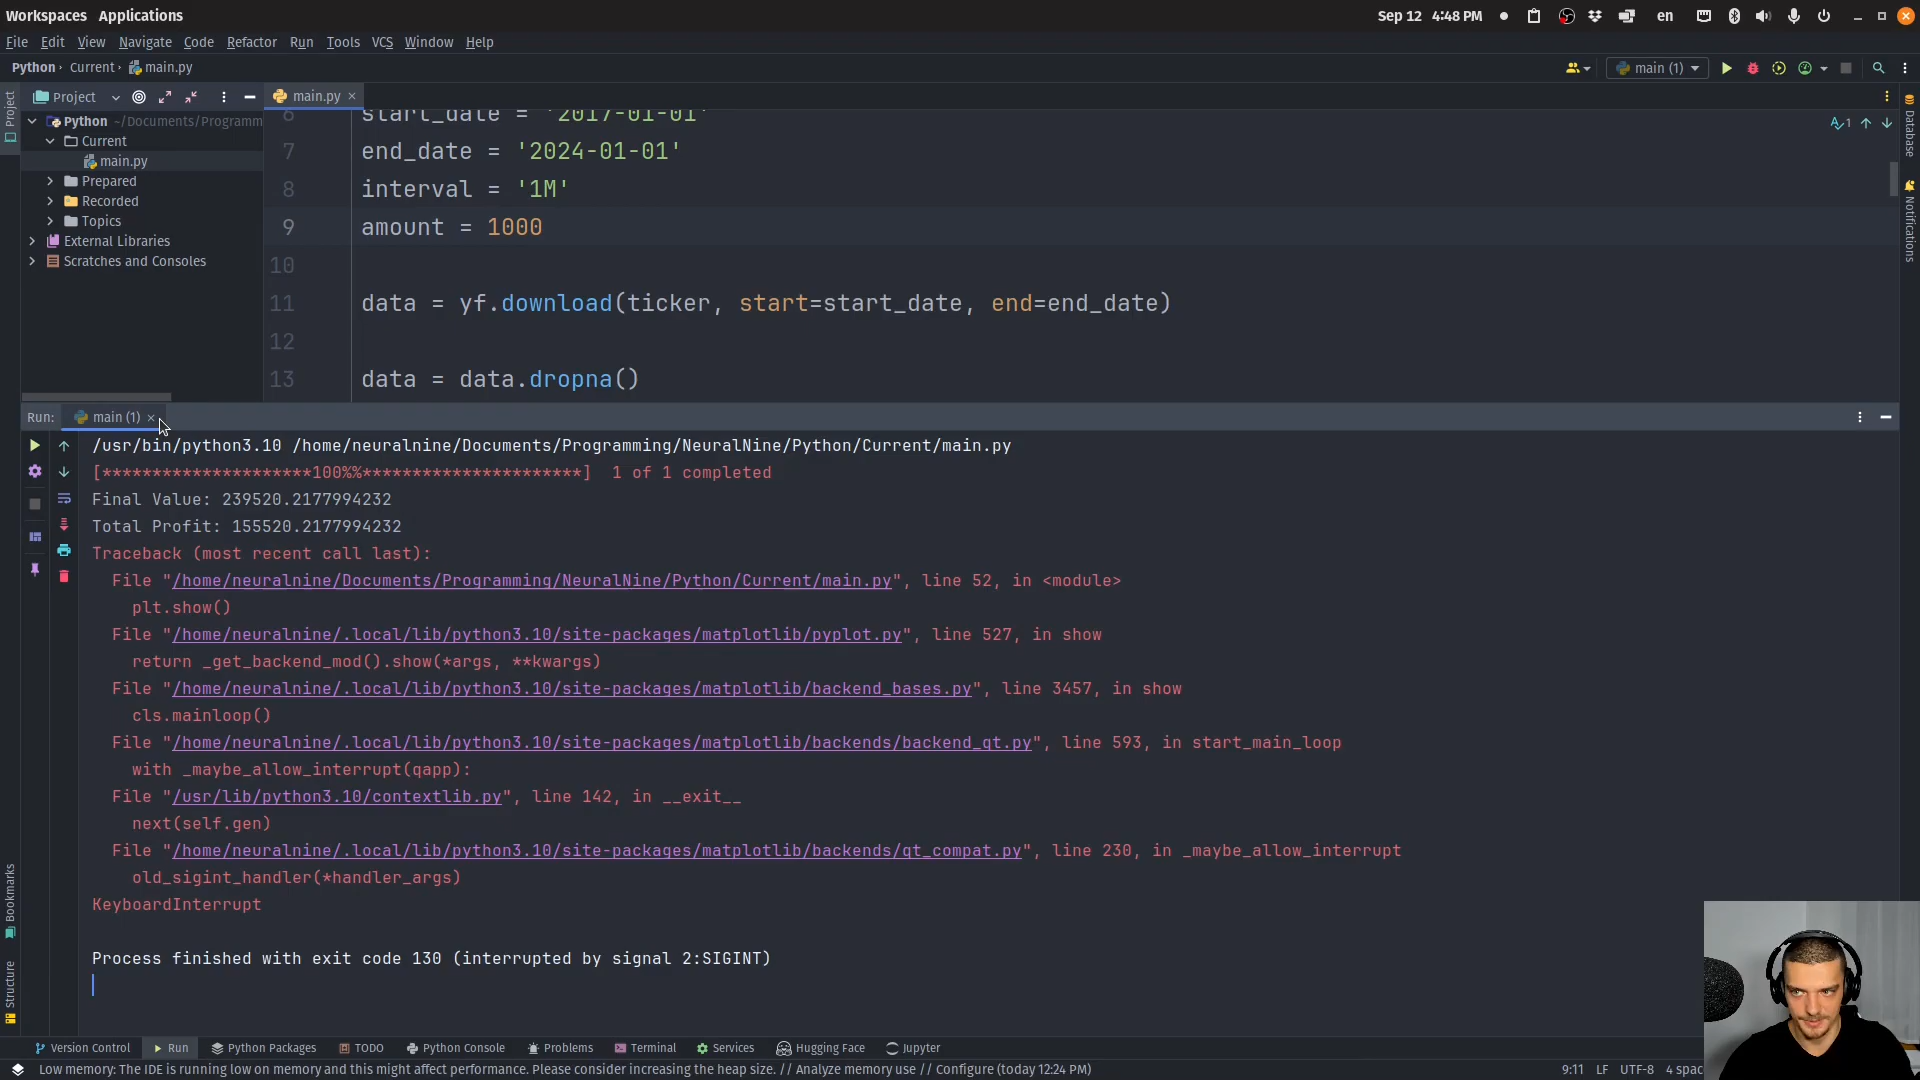 Workspaces Applications Sep 12 4:48 PM en
File Edit View Navigate Code Refactor Run Tools VCS Window Help
Python Current main.py main (1)
Project main.py
Project
Python ~/Documents/Programm
Current
main.py
Prepared
Recorded
Topics
External Libraries
Scratches and Consoles
6 start_date = '2017-01-01'
7 end_date = '2024-01-01'
8 interval = '1M'
9 amount = 1000
10
11 data = yf.download(ticker, start=start_date, end=end_date)
12
13 data = data.dropna()
1
Database
Notifications
Run: main (1)
/usr/bin/python3.10 /home/neuralnine/Documents/Programming/NeuralNine/Python/Current/main.py
[*********************100%%**********************]  1 of 1 completed
Final Value: 239520.2177994232
Total Profit: 155520.2177994232
Traceback (most recent call last):
File "/home/neuralnine/Documents/Programming/NeuralNine/Python/Current/main.py", line 52, in <module>
plt.show()
File "/home/neuralnine/.local/lib/python3.10/site-packages/matplotlib/pyplot.py", line 527, in show
return _get_backend_mod().show(*args, **kwargs)
File "/home/neuralnine/.local/lib/python3.10/site-packages/matplotlib/backend_bases.py", line 3457, in show
cls.mainloop()
File "/home/neuralnine/.local/lib/python3.10/site-packages/matplotlib/backends/backend_qt.py", line 593, in start_main_loop
with _maybe_allow_interrupt(qapp):
File "/usr/lib/python3.10/contextlib.py", line 142, in __exit__
next(self.gen)
File "/home/neuralnine/.local/lib/python3.10/site-packages/matplotlib/backends/qt_compat.py", line 230, in _maybe_allow_interrupt
old_sigint_handler(*handler_args)
KeyboardInterrupt
Process finished with exit code 130 (interrupted by signal 2:SIGINT)
Bookmarks
Structure
Version Control Run Python Packages TODO Python Console Problems Terminal Services Hugging Face Jupyter
Low memory: The IDE is running low on memory and this might affect performance. Please consider increasing the heap size. // Analyze memory use // Configure (today 12:24 PM) 9:11 LF UTF-8 4 spac